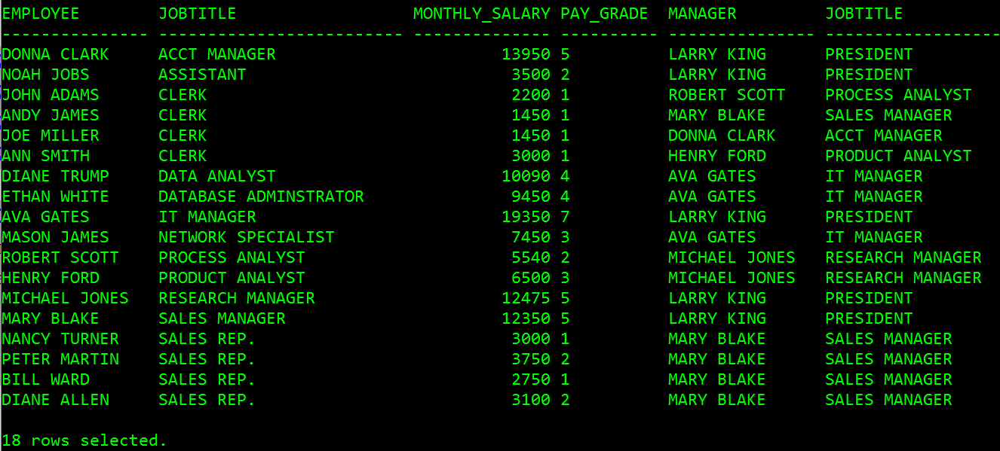 EMPLOYEE        JOBTITLE                  MONTHLY_SALARY PAY_GRADE  MANAGER         JOBTITLE
--------------- ------------------------- -------------- ---------- --------------- ------------------
DONNA CLARK     ACCT MANAGER                       13950 5          LARRY KING      PRESIDENT
NOAH JOBS       ASSISTANT                           3500 2          LARRY KING      PRESIDENT
JOHN ADAMS      CLERK                               2200 1          ROBERT SCOTT    PROCESS ANALYST
ANDY JAMES      CLERK                               1450 1          MARY BLAKE      SALES MANAGER
JOE MILLER      CLERK                               1450 1          DONNA CLARK     ACCT MANAGER
ANN SMITH       CLERK                               3000 1          HENRY FORD      PRODUCT ANALYST
DIANE TRUMP     DATA ANALYST                       10090 4          AVA GATES       IT MANAGER
ETHAN WHITE     DATABASE ADMINSTRATOR               9450 4          AVA GATES       IT MANAGER
AVA GATES       IT MANAGER                         19350 7          LARRY KING      PRESIDENT
MASON JAMES     NETWORK SPECIALIST                  7450 3          AVA GATES       IT MANAGER
ROBERT SCOTT    PROCESS ANALYST                     5540 2          MICHAEL JONES   RESEARCH MANAGER
HENRY FORD      PRODUCT ANALYST                     6500 3          MICHAEL JONES   RESEARCH MANAGER
MICHAEL JONES   RESEARCH MANAGER                   12475 5          LARRY KING      PRESIDENT
MARY BLAKE      SALES MANAGER                      12350 5          LARRY KING      PRESIDENT
NANCY TURNER    SALES REP.                          3000 1          MARY BLAKE      SALES MANAGER
PETER MARTIN    SALES REP.                          3750 2          MARY BLAKE      SALES MANAGER
BILL WARD       SALES REP.                          2750 1          MARY BLAKE      SALES MANAGER
DIANE ALLEN     SALES REP.                          3100 2          MARY BLAKE      SALES MANAGER
18 rows selected.